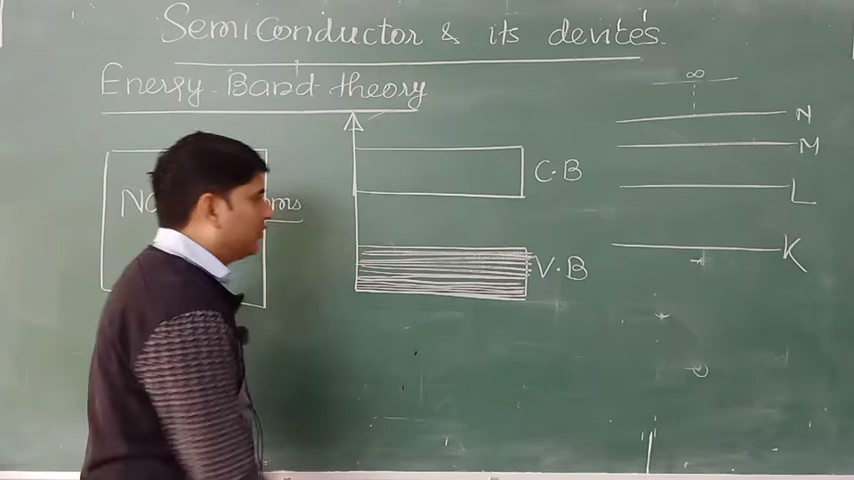 Semiconductor & its devices
Energy Band theory
∞
N
M
C.B
L
K
V.B